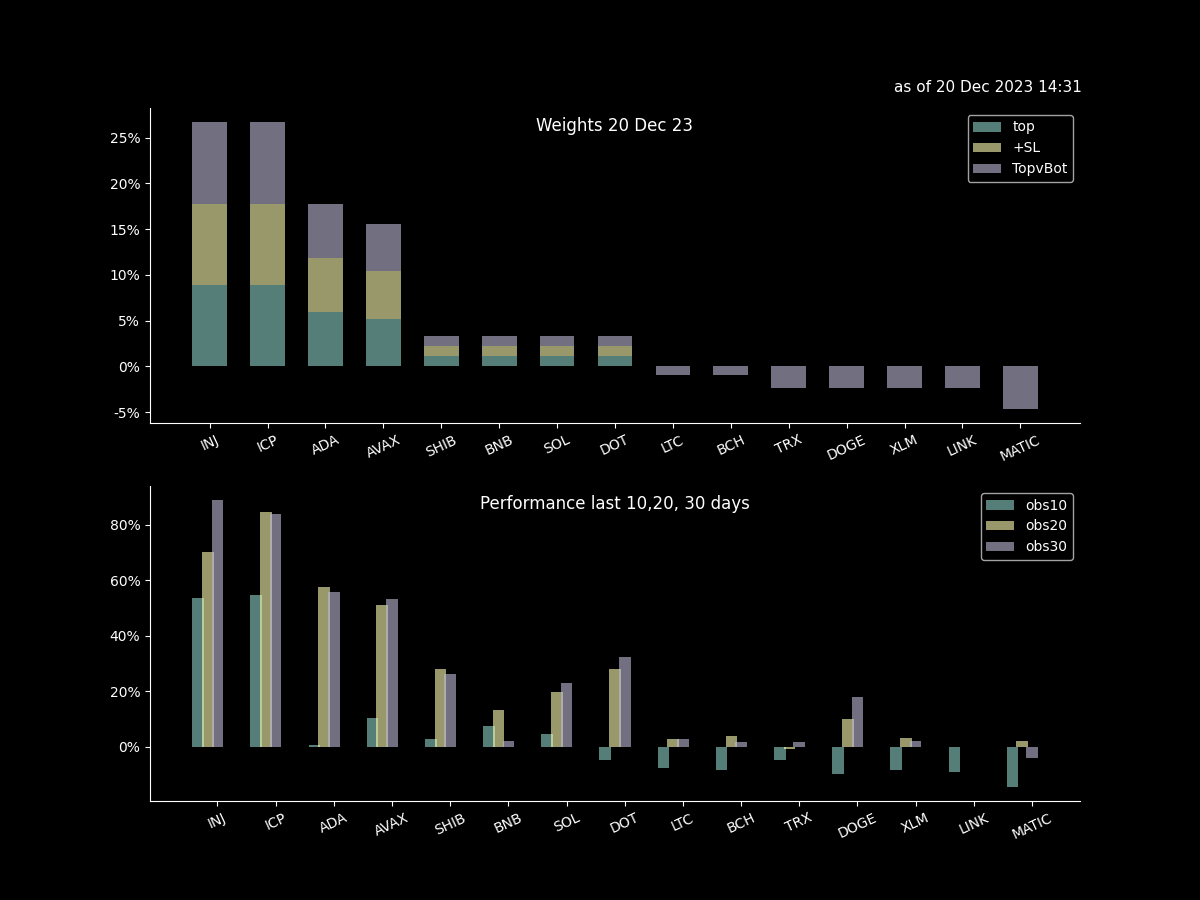 as of 20 Dec 2023 14:31
Weights 20 Dec 23
top
+SL
TopvBot
25%
20%
15%
10%
5%
0%
-5%
INJ ICP ADA AVAX SHIB BNB SOL DOT LTC BCH TRX DOGE XLM LINK MATIC
Performance last 10,20, 30 days
obs10
obs20
obs30
80%
60%
40%
20%
0%
INJ ICP ADA AVAX SHIB BNB SOL DOT LTC BCH TRX DOGE XLM LINK MATIC